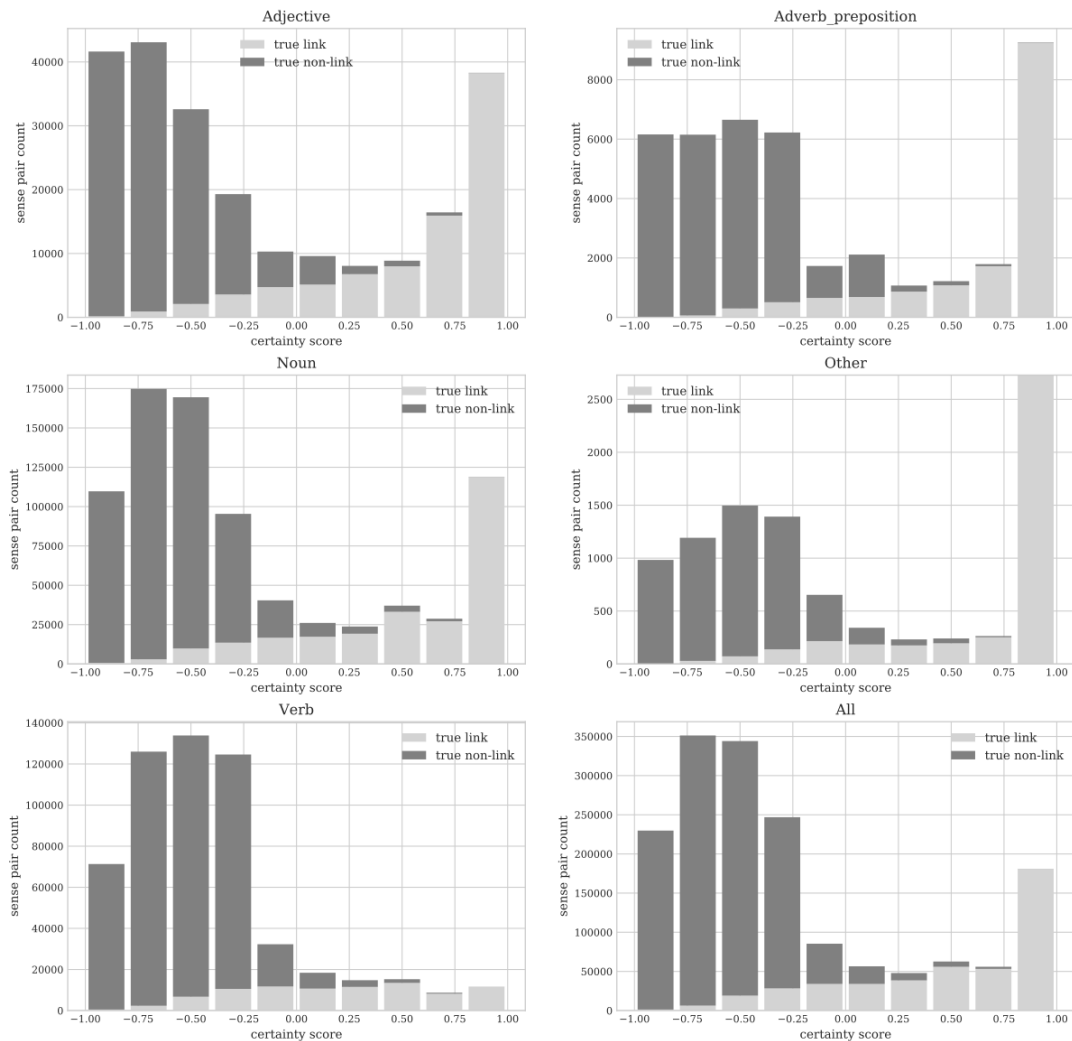 Adjective
true link
true non-link
sense pair count
40000
30000
20000
10000
0
−1.00 −0.75 −0.50 −0.25 0.00 0.25 0.50 0.75 1.00
certainty score
Adverb_preposition
true link
true non-link
sense pair count
8000
6000
4000
2000
0
−1.00 −0.75 −0.50 −0.25 0.00 0.25 0.50 0.75 1.00
certainty score
Noun
true link
true non-link
sense pair count
175000
150000
125000
100000
75000
50000
25000
0
−1.00 −0.75 −0.50 −0.25 0.00 0.25 0.50 0.75 1.00
certainty score
Other
true link
true non-link
sense pair count
2500
2000
1500
1000
500
0
−1.00 −0.75 −0.50 −0.25 0.00 0.25 0.50 0.75 1.00
certainty score
Verb
true link
true non-link
sense pair count
140000
120000
100000
80000
60000
40000
20000
0
−1.00 −0.75 −0.50 −0.25 0.00 0.25 0.50 0.75 1.00
certainty score
All
true link
true non-link
sense pair count
350000
300000
250000
200000
150000
100000
50000
0
−1.00 −0.75 −0.50 −0.25 0.00 0.25 0.50 0.75 1.00
certainty score